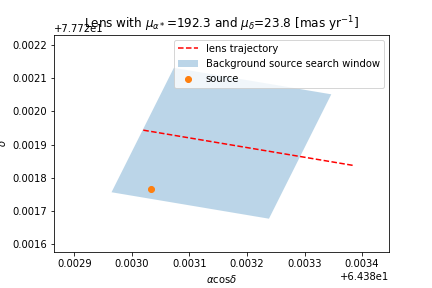 Lens with μα*=192.3 and μδ=23.8 [mas yr⁻¹]
+7.772e1
lens trajectory
Background source search window
source
0.0022
0.0021
0.0020
0.0019
0.0018
0.0017
0.0016
δ
0.0029 0.0030 0.0031 0.0032 0.0033 0.0034
+6.438e1
αcosδ